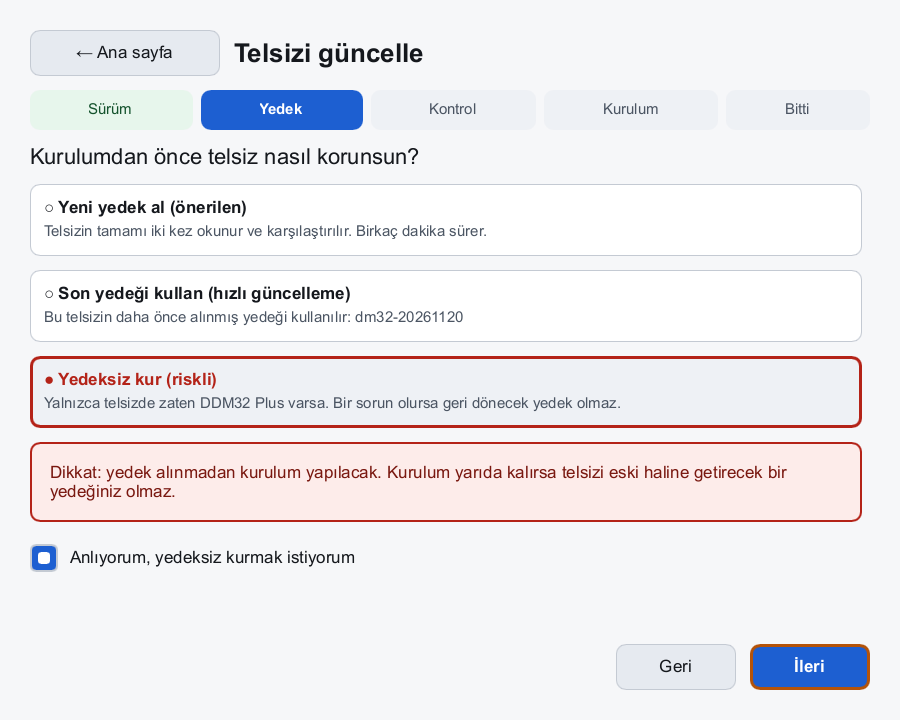 ← Ana sayfa
Telsizi güncelle
Sürüm
Yedek
Kontrol
Kurulum
Bitti
Kurulumdan önce telsiz nasıl korunsun?
○ Yeni yedek al (önerilen)
Telsizin tamamı iki kez okunur ve karşılaştırılır. Birkaç dakika sürer.
○ Son yedeği kullan (hızlı güncelleme)
Bu telsizin daha önce alınmış yedeği kullanılır: dm32-20261120
● Yedeksiz kur (riskli)
Yalnızca telsizde zaten DDM32 Plus varsa. Bir sorun olursa geri dönecek yedek olmaz.
Dikkat: yedek alınmadan kurulum yapılacak. Kurulum yarıda kalırsa telsizi eski haline getirecek bir
yedeğiniz olmaz.
Anlıyorum, yedeksiz kurmak istiyorum
Geri
İleri